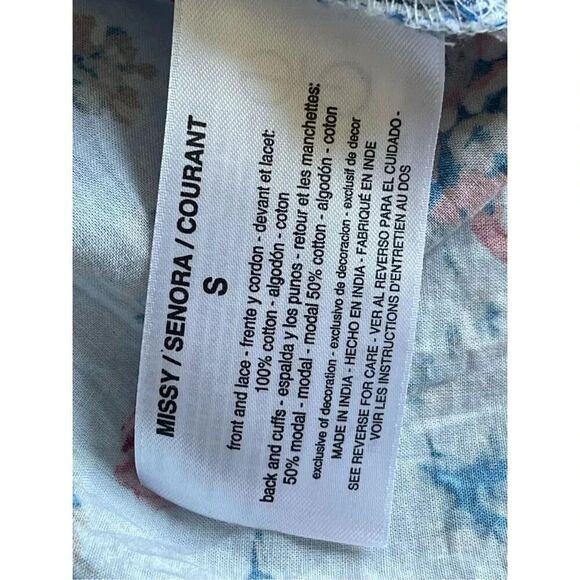 MISSY / SENORA / COURANT
S
front and lace - frente y cordon - devant et lacet:
100% cotton - algodón - coton
back and cuffs - espalda y los punos - retour et les manchettes:
50% modal - modal - modal 50% cotton - algodón - coton
exclusive of decoration - exclusivo de decoracion - exclusif de decor
MADE IN INDIA - HECHO EN INDIA - FABRIQUÉ EN INDE
SEE REVERSE FOR CARE - VER AL REVERSO PARA EL CUIDADO -
VOIR LES INSTRUCTIONS D'ENTRETIEN AU DOS